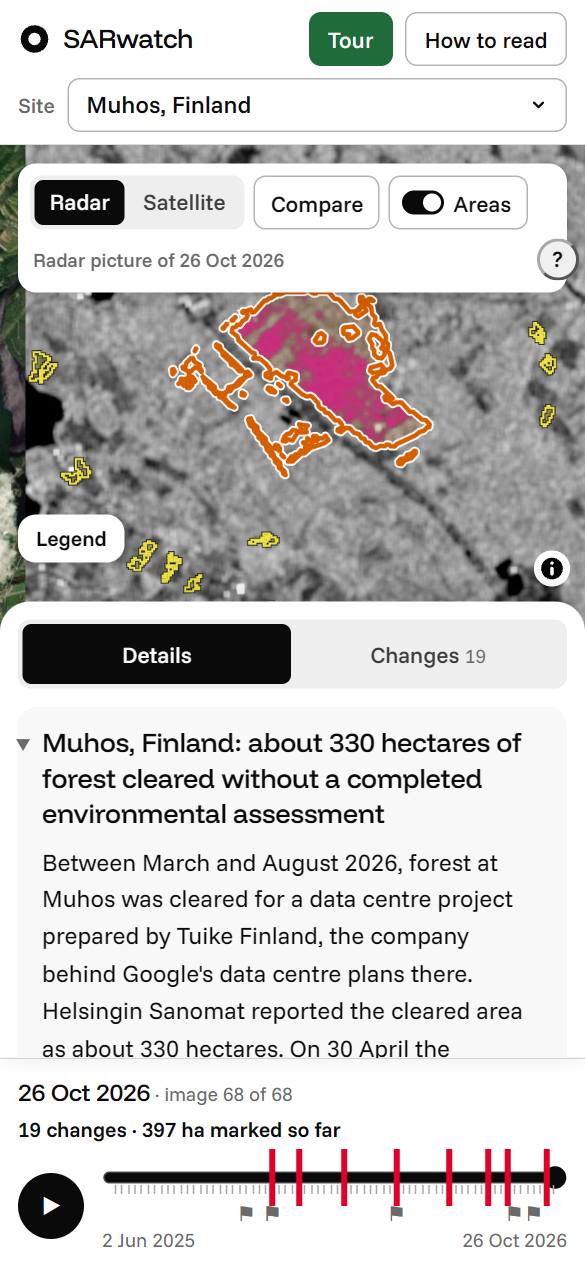 SARwatch
Tour
How to read
Site
Muhos, Finland
Radar
Satellite
Compare
Areas
Radar picture of 26 Oct 2026
?
Legend
Details
Changes 19
Muhos, Finland: about 330 hectares of
forest cleared without a completed
environmental assessment
Between March and August 2026, forest at
Muhos was cleared for a data centre project
prepared by Tuike Finland, the company
behind Google's data centre plans there.
Helsingin Sanomat reported the cleared area
as about 330 hectares. On 30 April the
26 Oct 2026 · image 68 of 68
19 changes · 397 ha marked so far
2 Jun 2025
26 Oct 2026